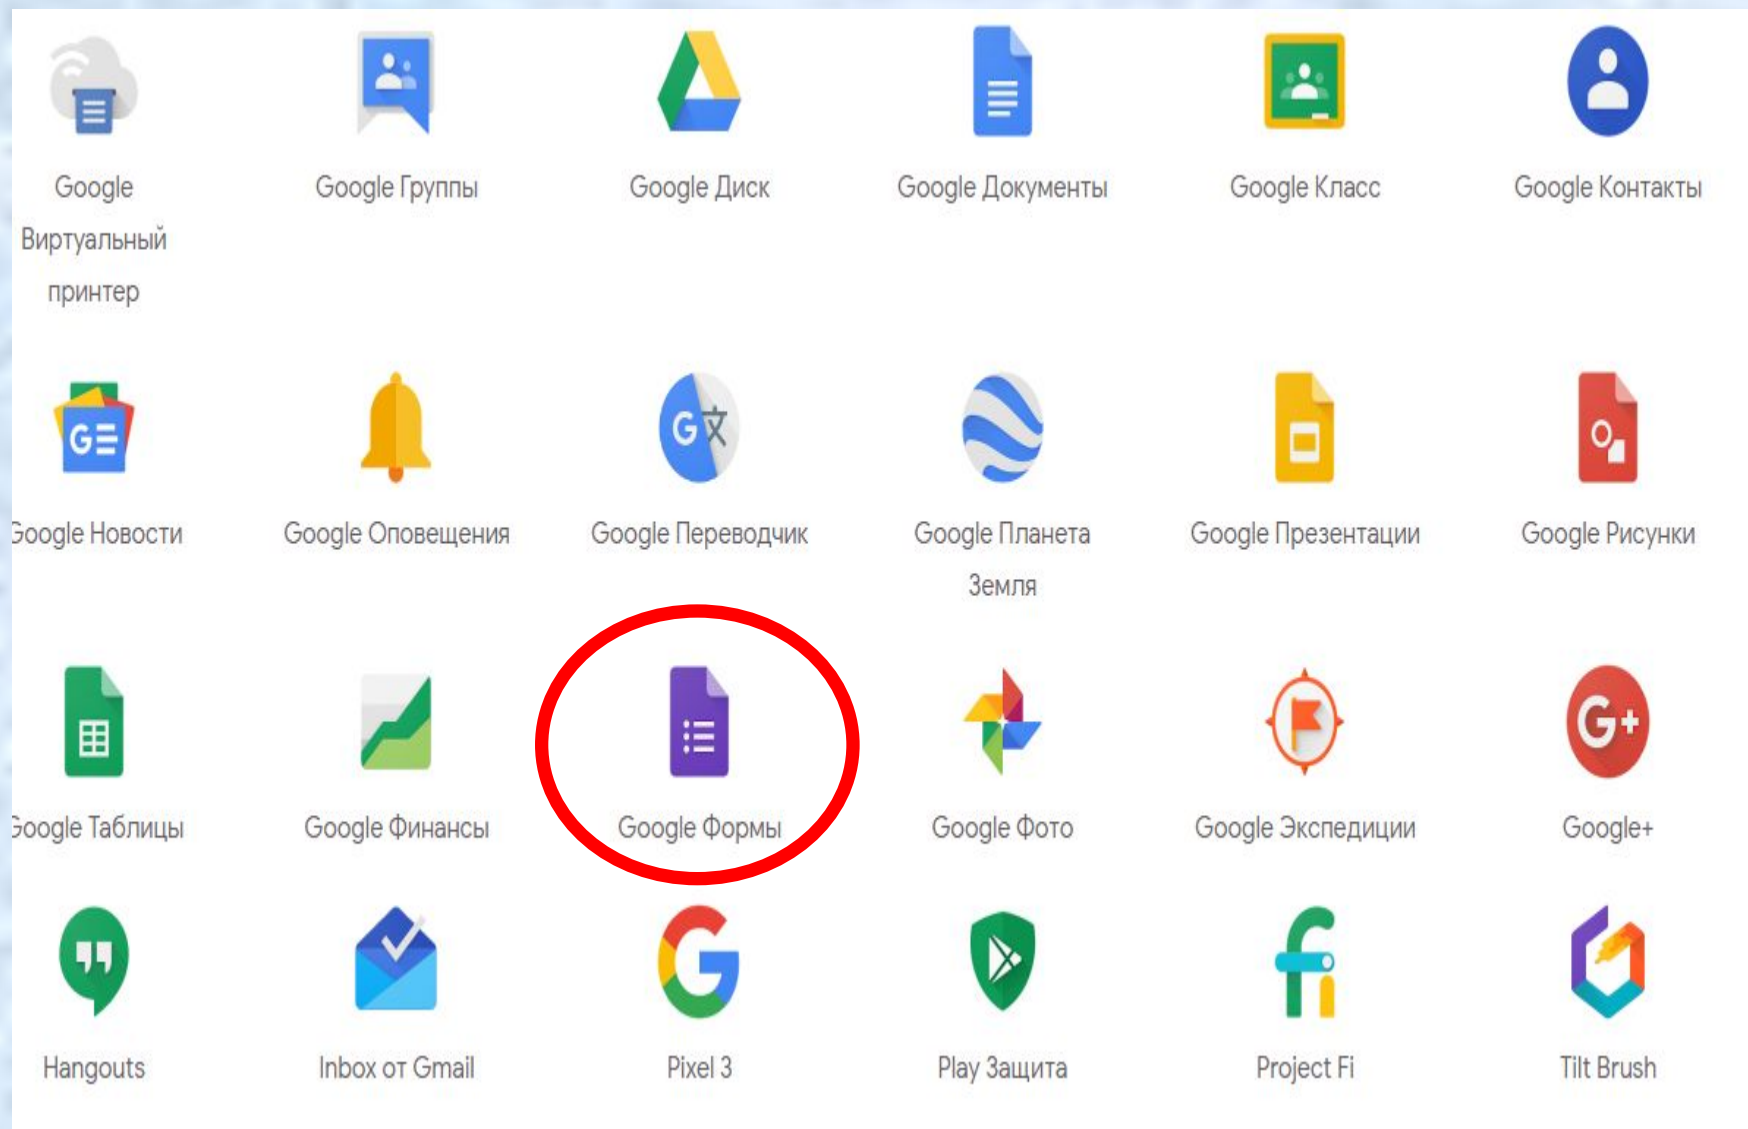 Google Группы Google Диск Google Документы Google Класс Google Контакты
Виртуальный
принтер
Google Новости Google Оповещения Google Переводчик Google Планета Google Презентации Google Рисунки
Земля
Google Таблицы Google Финансы Google Формы Google Фото Google Экспедиции Google+
Hangouts Inbox от Gmail Pixel 3 Play Защита Project Fi Tilt Brush